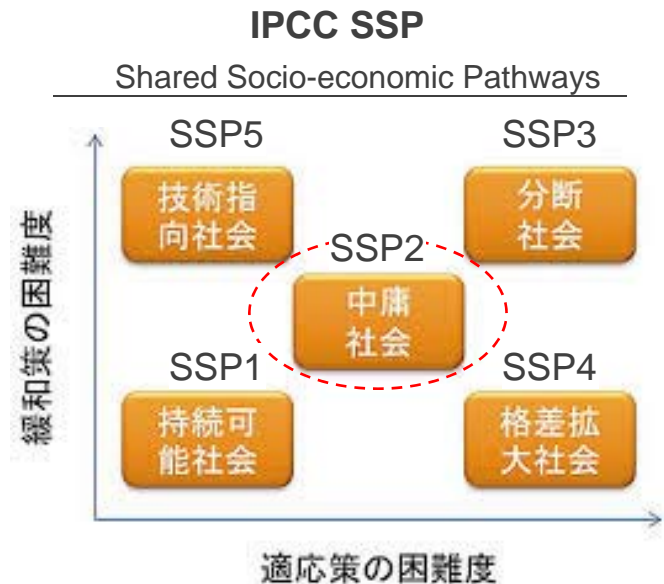 IPCC SSP
Shared Socio-economic Pathways
SSP5
技術指
向社会
SSP3
分断
社会
SSP2
中庸
社会
SSP1
持続可
能社会
SSP4
格差拡
大社会
緩和策の困難度
適応策の困難度